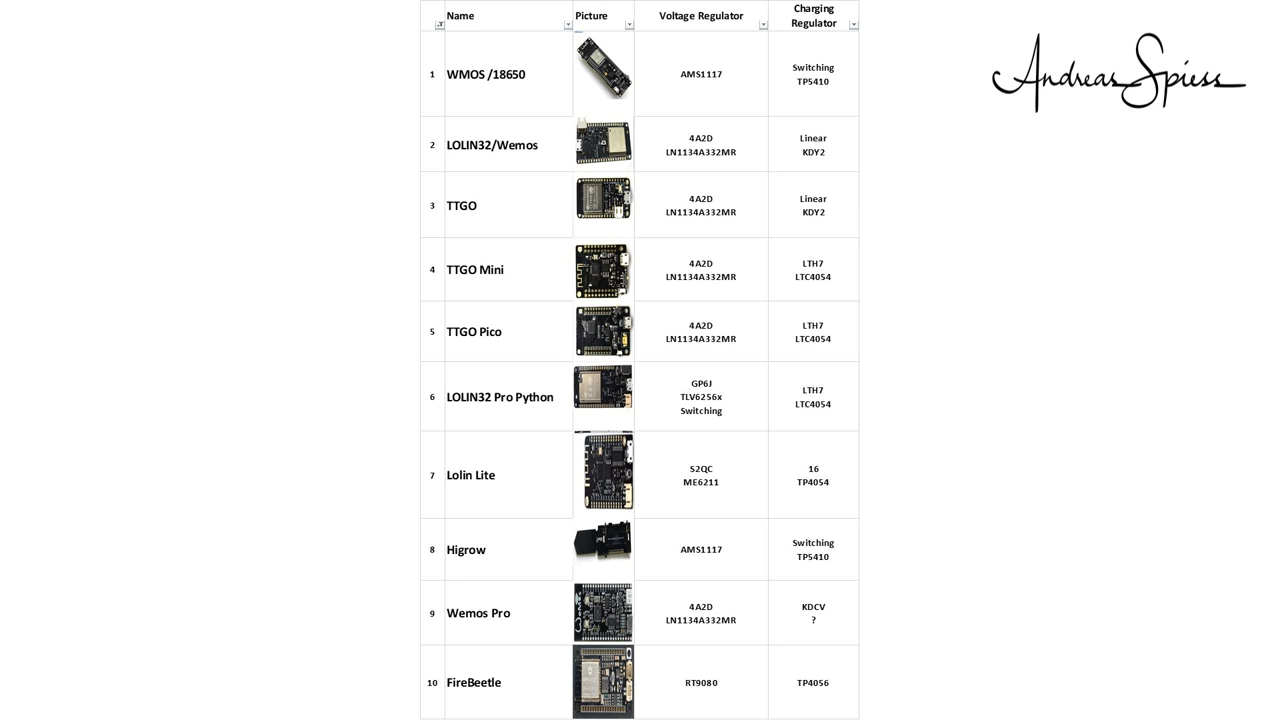 Name Picture Voltage Regulator Charging
Regulator
1 WMOS /18650 AMS1117 Switching
TP5410
2 LOLIN32/Wemos 4A2D Linear
LN1134A332MR KDY2
3 TTGO 4A2D Linear
LN1134A332MR KDY2
4 TTGO Mini 4A2D LTH7
LN1134A332MR LTC4054
5 TTGO Pico 4A2D LTH7
LN1134A332MR LTC4054
6 LOLIN32 Pro Python GP6J LTH7
TLV6256x LTC4054
Switching
7 Lolin Lite S2QC 16
ME6211 TP4054
8 Higrow AMS1117 Switching
TP5410
9 Wemos Pro 4A2D KDCV
LN1134A332MR ?
10 FireBeetle RT9080 TP4056
Andreas Spiess